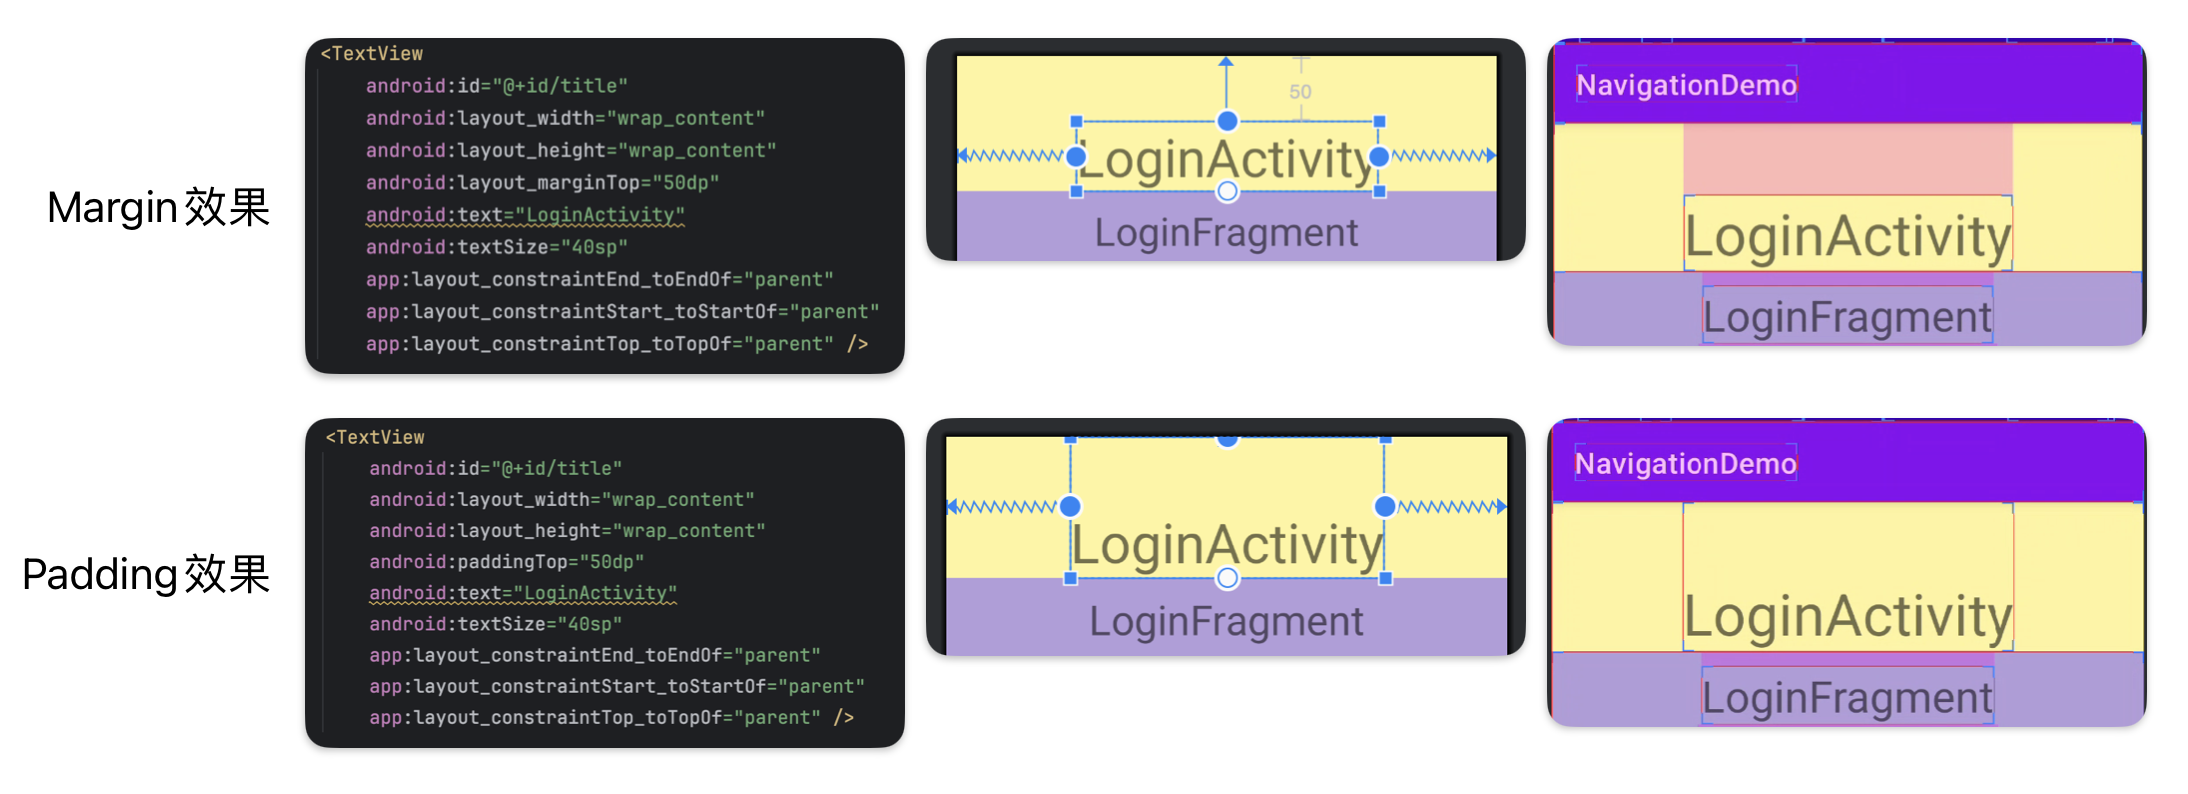 Margin效果
<TextView
android:id="@+id/title"
android:layout_width="wrap_content"
android:layout_height="wrap_content"
android:layout_marginTop="50dp"
android:text="LoginActivity"
android:textSize="40sp"
app:layout_constraintEnd_toEndOf="parent"
app:layout_constraintStart_toStartOf="parent"
app:layout_constraintTop_toTopOf="parent" />
50
LoginActivity
LoginFragment
NavigationDemo
LoginActivity
LoginFragment
Padding效果
<TextView
android:id="@+id/title"
android:layout_width="wrap_content"
android:layout_height="wrap_content"
android:paddingTop="50dp"
android:text="LoginActivity"
android:textSize="40sp"
app:layout_constraintEnd_toEndOf="parent"
app:layout_constraintStart_toStartOf="parent"
app:layout_constraintTop_toTopOf="parent" />
LoginActivity
LoginFragment
NavigationDemo
LoginActivity
LoginFragment